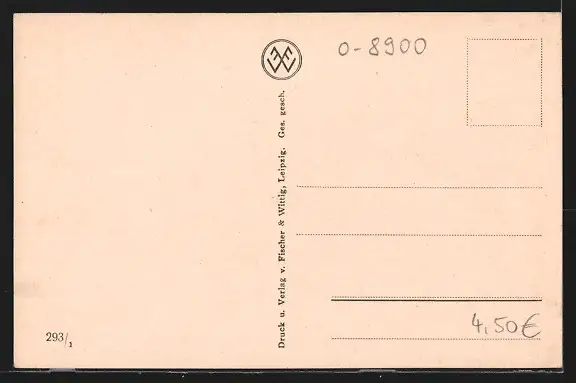 0-8900
Druck u. Verlag v. Fischer & Wittig, Leipzig. Ges. gesch.
293/1
4,50€